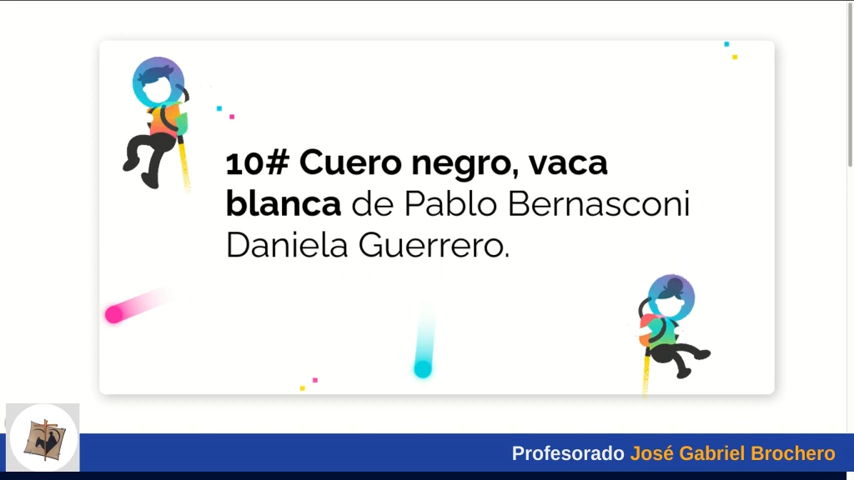 10# Cuero negro, vaca
blanca de Pablo Bernasconi
Daniela Guerrero.
Profesorado José Gabriel Brochero